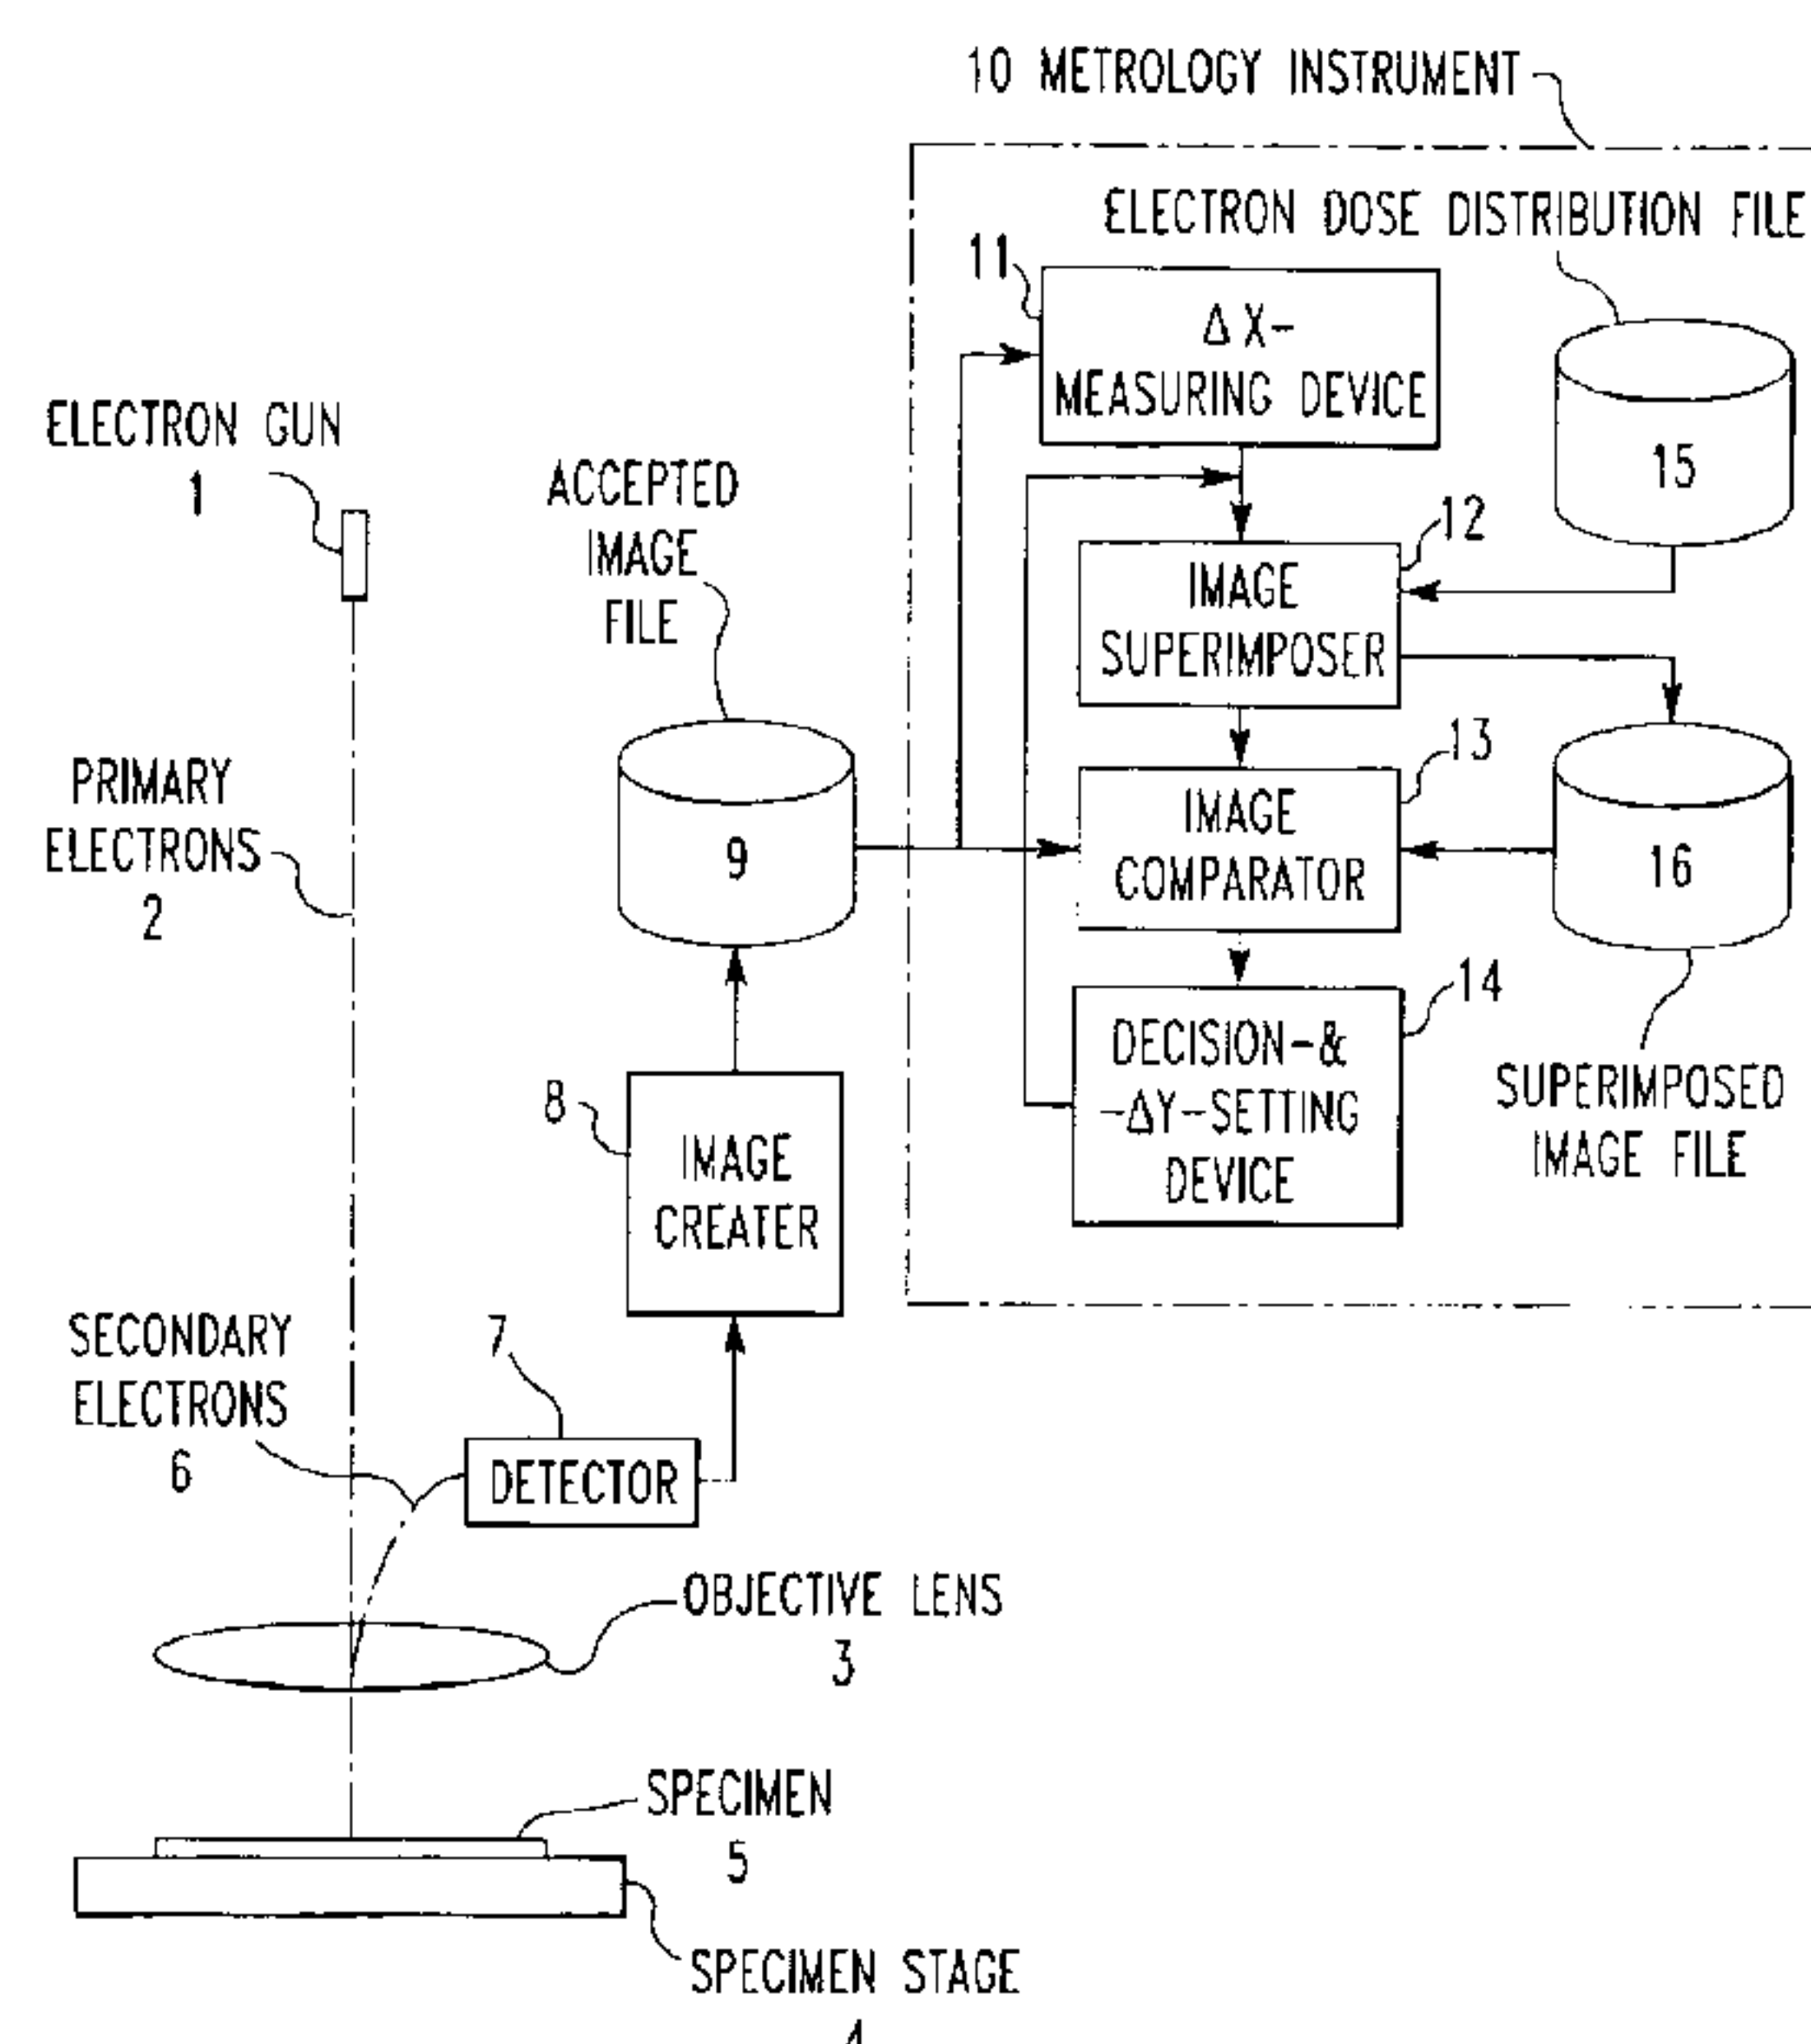 10 METROLOGY INSTRUMENT
ELECTRON DOSE DISTRIBUTION FILE
11
ΔX-
MEASURING DEVICE
15
ELECTRON GUN
1
ACCEPTED
IMAGE
FILE
12
IMAGE
SUPERIMPOSER
PRIMARY
ELECTRONS
2
9
13
IMAGE
COMPARATOR
16
14
DECISION-&
-ΔY-SETTING
DEVICE
SUPERIMPOSED
IMAGE FILE
8
IMAGE
CREATER
SECONDARY
ELECTRONS
6
7
DETECTOR
OBJECTIVE LENS
3
SPECIMEN
5
SPECIMEN STAGE
4